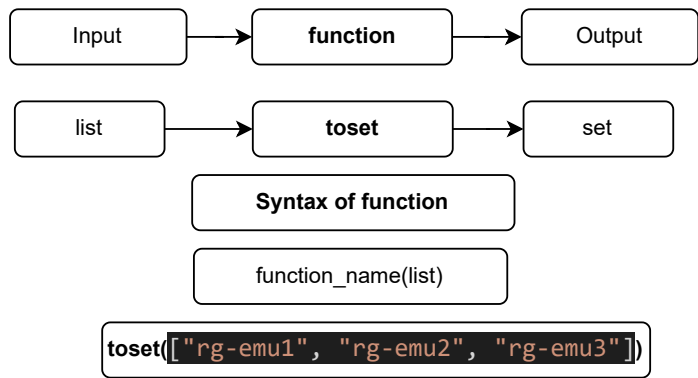 Input function Output
list toset set
Syntax of function
function_name(list)
toset(["rg-emu1", "rg-emu2", "rg-emu3"])